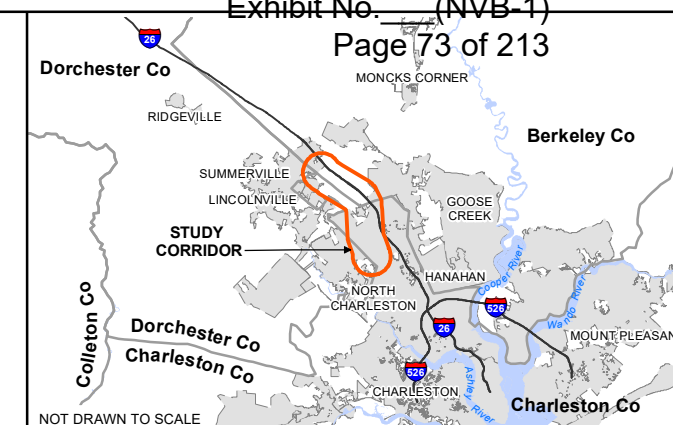 Exhibit No.___(NVB-1)
Page 73 of 213
26
Dorchester Co
MONCKS CORNER
RIDGEVILLE
Berkeley Co
SUMMERVILLE
LINCOLNVILLE
GOOSE
CREEK
STUDY
CORRIDOR
HANAHAN
Cooper River
NORTH
CHARLESTON
526
Wando River
26
Colleton Co
Dorchester Co
Charleston Co
MOUNT PLEASAN
526
CHARLESTON
Ashley River
Charleston Co
NOT DRAWN TO SCALE